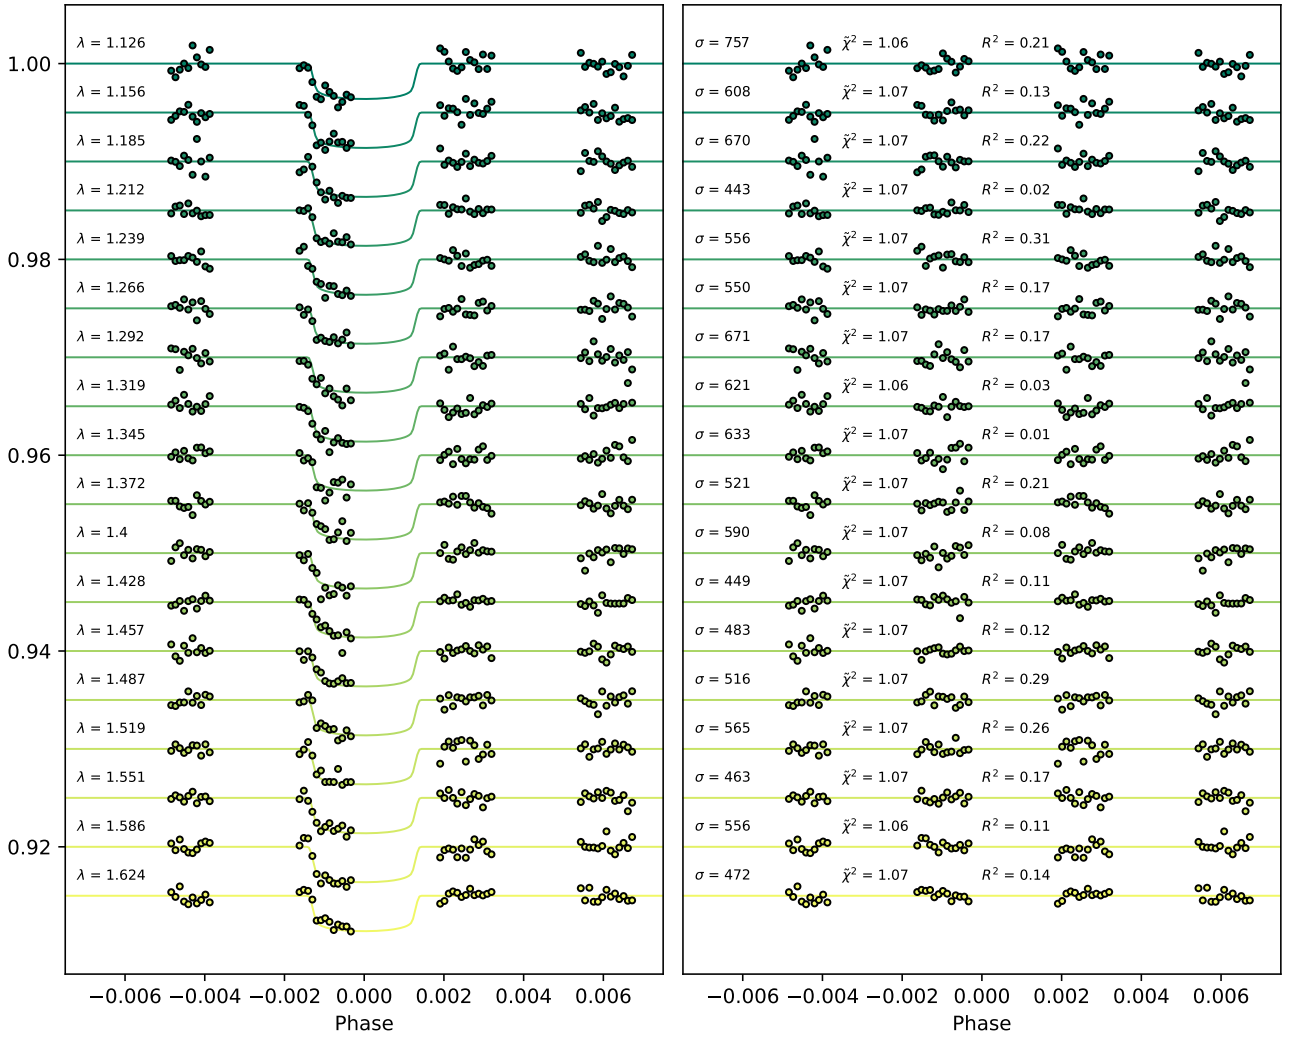 λ = 1.126 σ = 757 χ̃² = 1.06 R² = 0.21
1.00
λ = 1.156 σ = 608 χ̃² = 1.07 R² = 0.13
λ = 1.185 σ = 670 χ̃² = 1.07 R² = 0.22
λ = 1.212 σ = 443 χ̃² = 1.07 R² = 0.02
λ = 1.239 σ = 556 χ̃² = 1.07 R² = 0.31
0.98
λ = 1.266 σ = 550 χ̃² = 1.07 R² = 0.17
λ = 1.292 σ = 671 χ̃² = 1.07 R² = 0.17
λ = 1.319 σ = 621 χ̃² = 1.06 R² = 0.03
λ = 1.345 σ = 633 χ̃² = 1.07 R² = 0.01
0.96
λ = 1.372 σ = 521 χ̃² = 1.07 R² = 0.21
λ = 1.4 σ = 590 χ̃² = 1.07 R² = 0.08
λ = 1.428 σ = 449 χ̃² = 1.07 R² = 0.11
λ = 1.457 σ = 483 χ̃² = 1.07 R² = 0.12
0.94
λ = 1.487 σ = 516 χ̃² = 1.07 R² = 0.29
λ = 1.519 σ = 565 χ̃² = 1.07 R² = 0.26
λ = 1.551 σ = 463 χ̃² = 1.07 R² = 0.17
λ = 1.586 σ = 556 χ̃² = 1.06 R² = 0.11
0.92
λ = 1.624 σ = 472 χ̃² = 1.07 R² = 0.14
−0.006 −0.004 −0.002 0.000 0.002 0.004 0.006 −0.006 −0.004 −0.002 0.000 0.002 0.004 0.006
Phase Phase